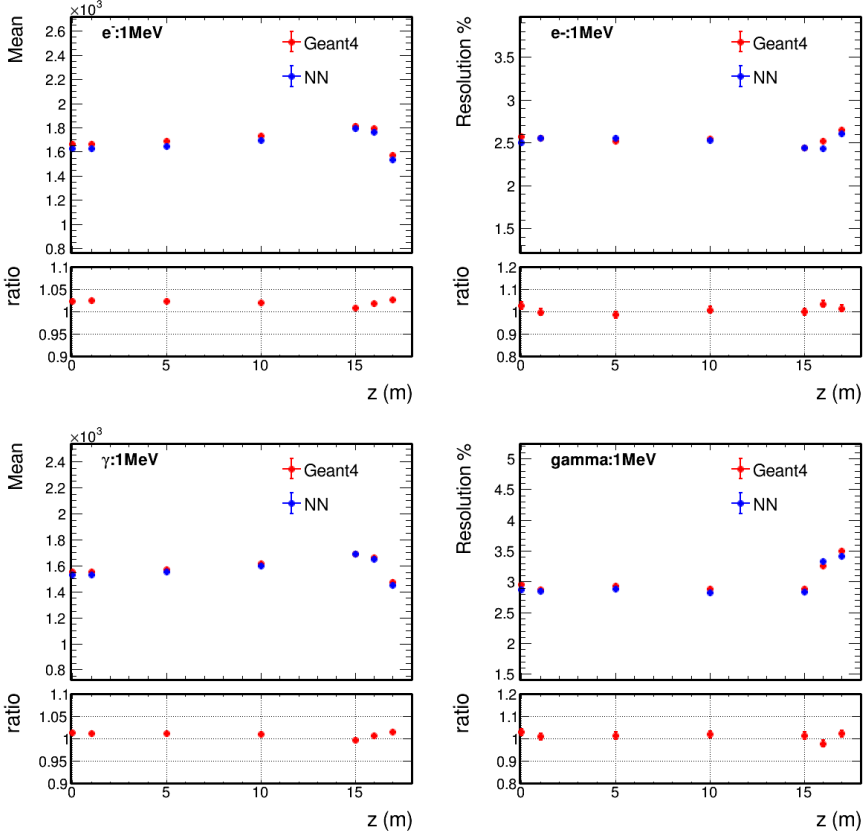 ×10³
Mean
2.6
2.4
2.2
2
1.8
1.6
1.4
1.2
1
0.8
e⁻:1MeV
Geant4
NN
ratio
1.1
1.05
1
0.95
0.9
0 5 10 15
z (m)
Resolution %
3.5
3
2.5
2
1.5
e-:1MeV
Geant4
NN
ratio
1.2
1.1
1
0.9
0.8
0 5 10 15
z (m)
×10³
Mean
2.4
2.2
2
1.8
1.6
1.4
1.2
1
0.8
γ:1MeV
Geant4
NN
ratio
1.1
1.05
1
0.95
0.9
0 5 10 15
z (m)
Resolution %
5
4.5
4
3.5
3
2.5
2
1.5
gamma:1MeV
Geant4
NN
ratio
1.2
1.1
1
0.9
0.8
0 5 10 15
z (m)